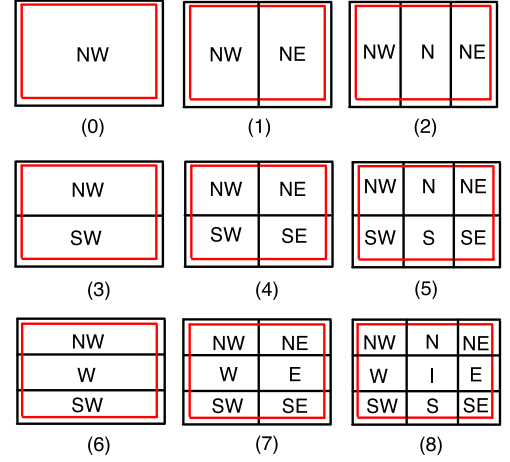 NW NW NE NW N NE
(0) (1) (2)
NW NW NE NW N NE
SW SW SE SW S SE
(3) (4) (5)
NW NW NE NW N NE
W W E W I E
SW SW SE SW S SE
(6) (7) (8)